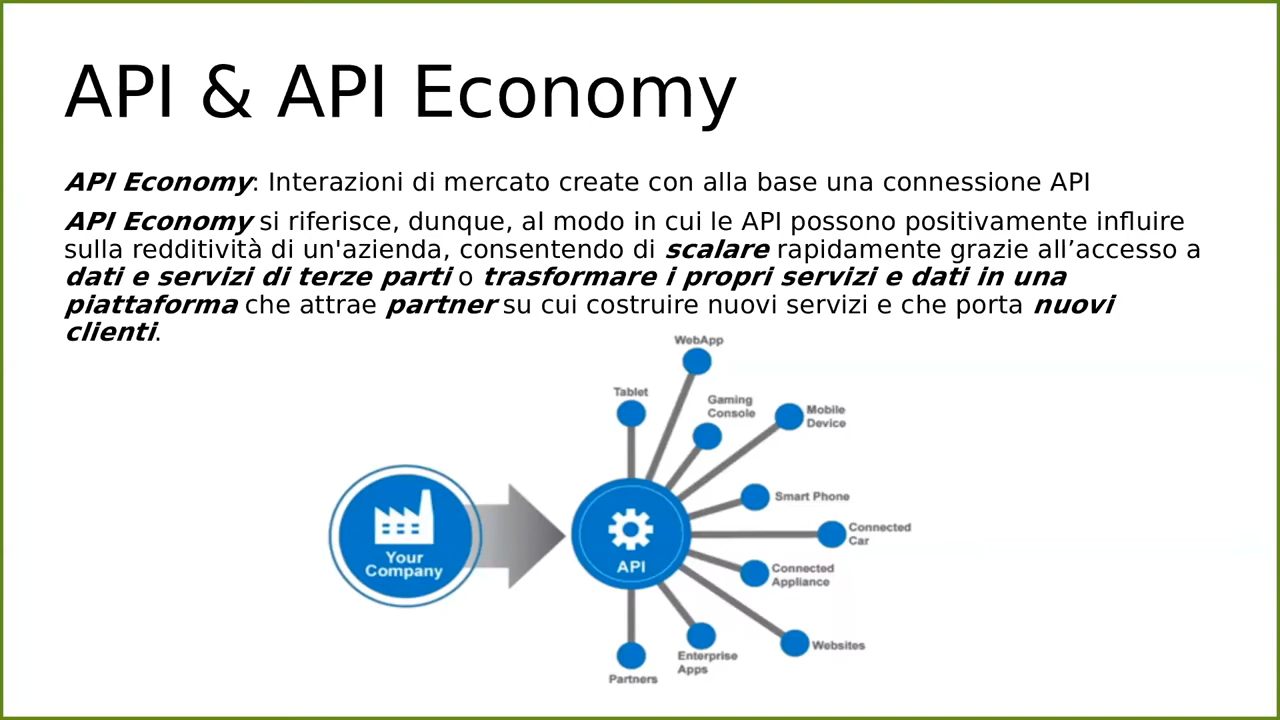 API & API Economy
API Economy: Interazioni di mercato create con alla base una connessione API
API Economy si riferisce, dunque, al modo in cui le API possono positivamente influire
sulla redditività di un'azienda, consentendo di scalare rapidamente grazie all’accesso a
dati e servizi di terze parti o trasformare i propri servizi e dati in una
piattaforma che attrae partner su cui costruire nuovi servizi e che porta nuovi
clienti.
WebApp
Tablet
Gaming
Console
Mobile
Device
Smart Phone
Connected
Car
Your
Company
API
Connected
Appliance
Websites
Enterprise
Apps
Partners